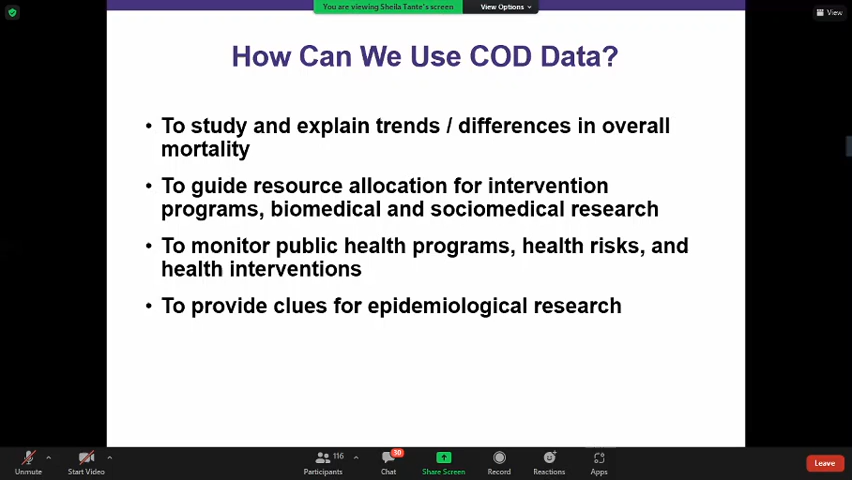 You are viewing Sheila Tante's screen
View Options
View
How Can We Use COD Data?
• To study and explain trends / differences in overall
mortality
• To guide resource allocation for intervention
programs, biomedical and sociomedical research
• To monitor public health programs, health risks, and
health interventions
• To provide clues for epidemiological research
116
30
Unmute
Start Video
Participants
Chat
Share Screen
Record
Reactions
Apps
Leave